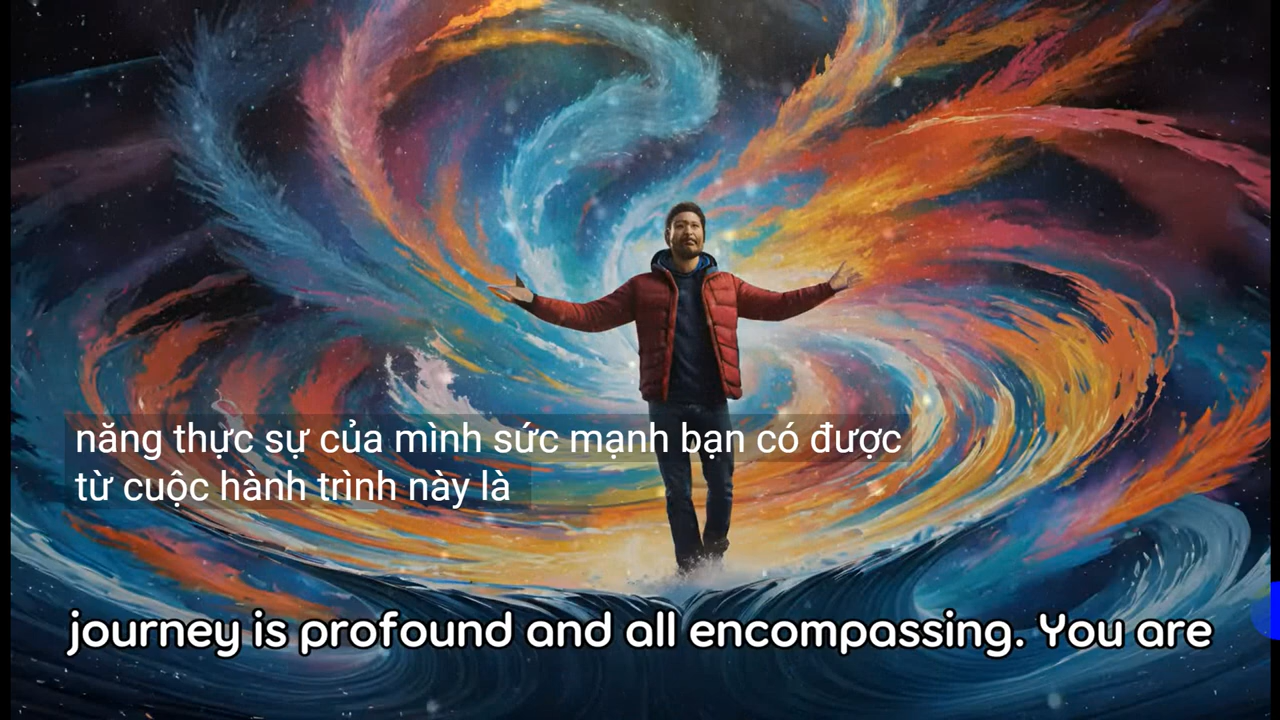 năng thực sự của mình sức mạnh bạn có được
từ cuộc hành trình này là
journey is profound and all encompassing. You are